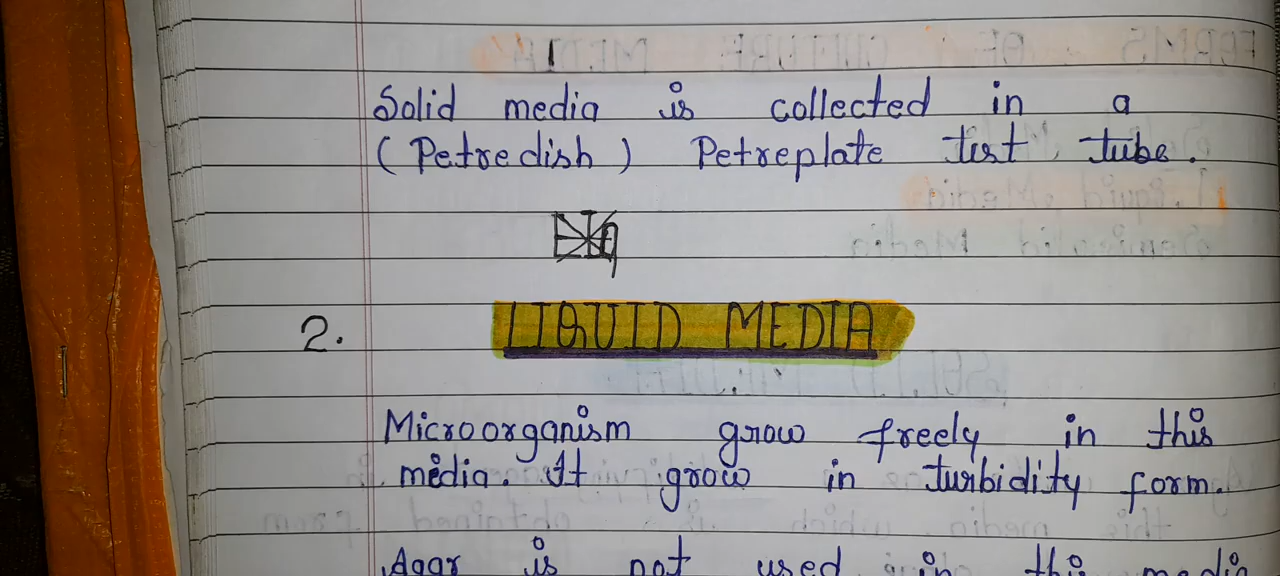 Solid media is collected in a
(Petredish) Petreplate test tube.
2. LIQUID MEDIA
Microorganism grow freely in this
media. It grow in turbidity form.
Agar is not used in this media